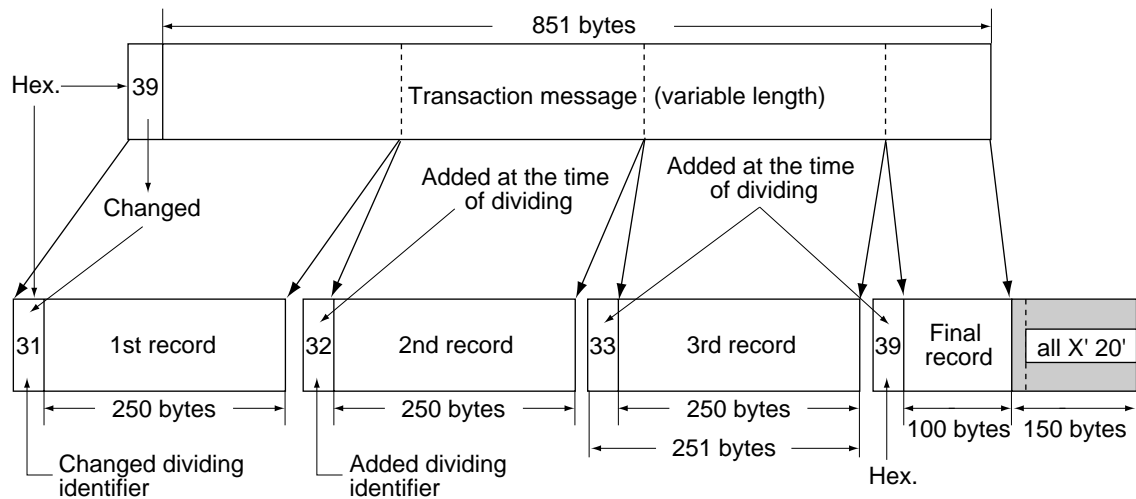 851 bytes
Hex.
39
Transaction message (variable length)
Changed
Added at the time
of dividing
Added at the time
of dividing
31
1st record
32
2nd record
33
3rd record
39
Final
record
all X' 20'
250 bytes
250 bytes
250 bytes
100 bytes
150 bytes
251 bytes
Changed dividing
identifier
Added dividing
identifier
Hex.